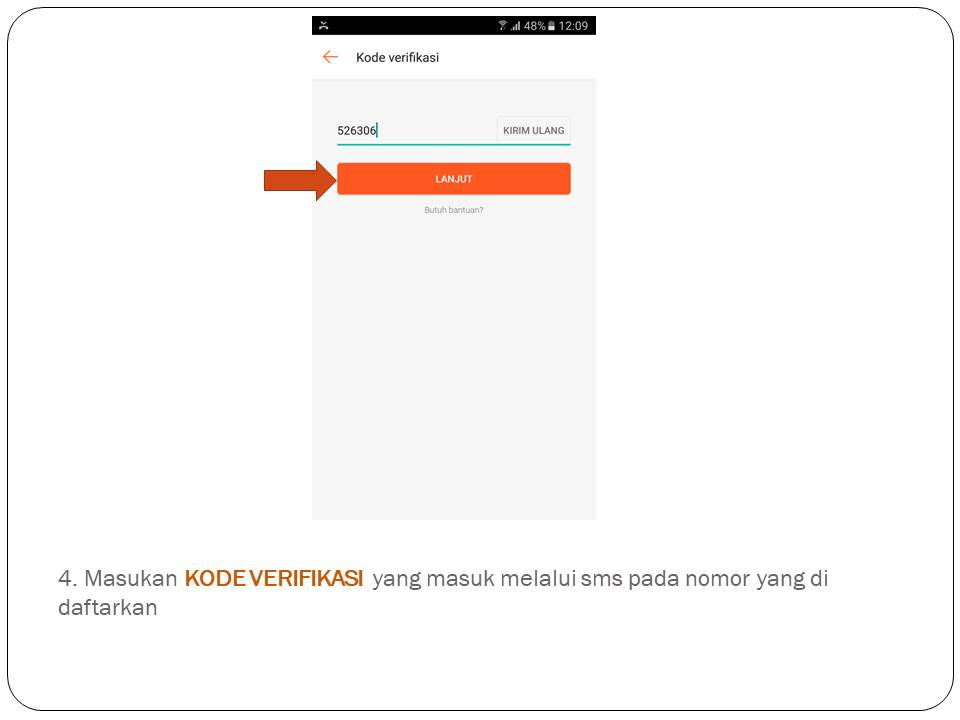 48% 12:09
Kode verifikasi
526306 KIRIM ULANG
LANJUT
Butuh bantuan?
4. Masukan KODE VERIFIKASI yang masuk melalui sms pada nomor yang di
daftarkan